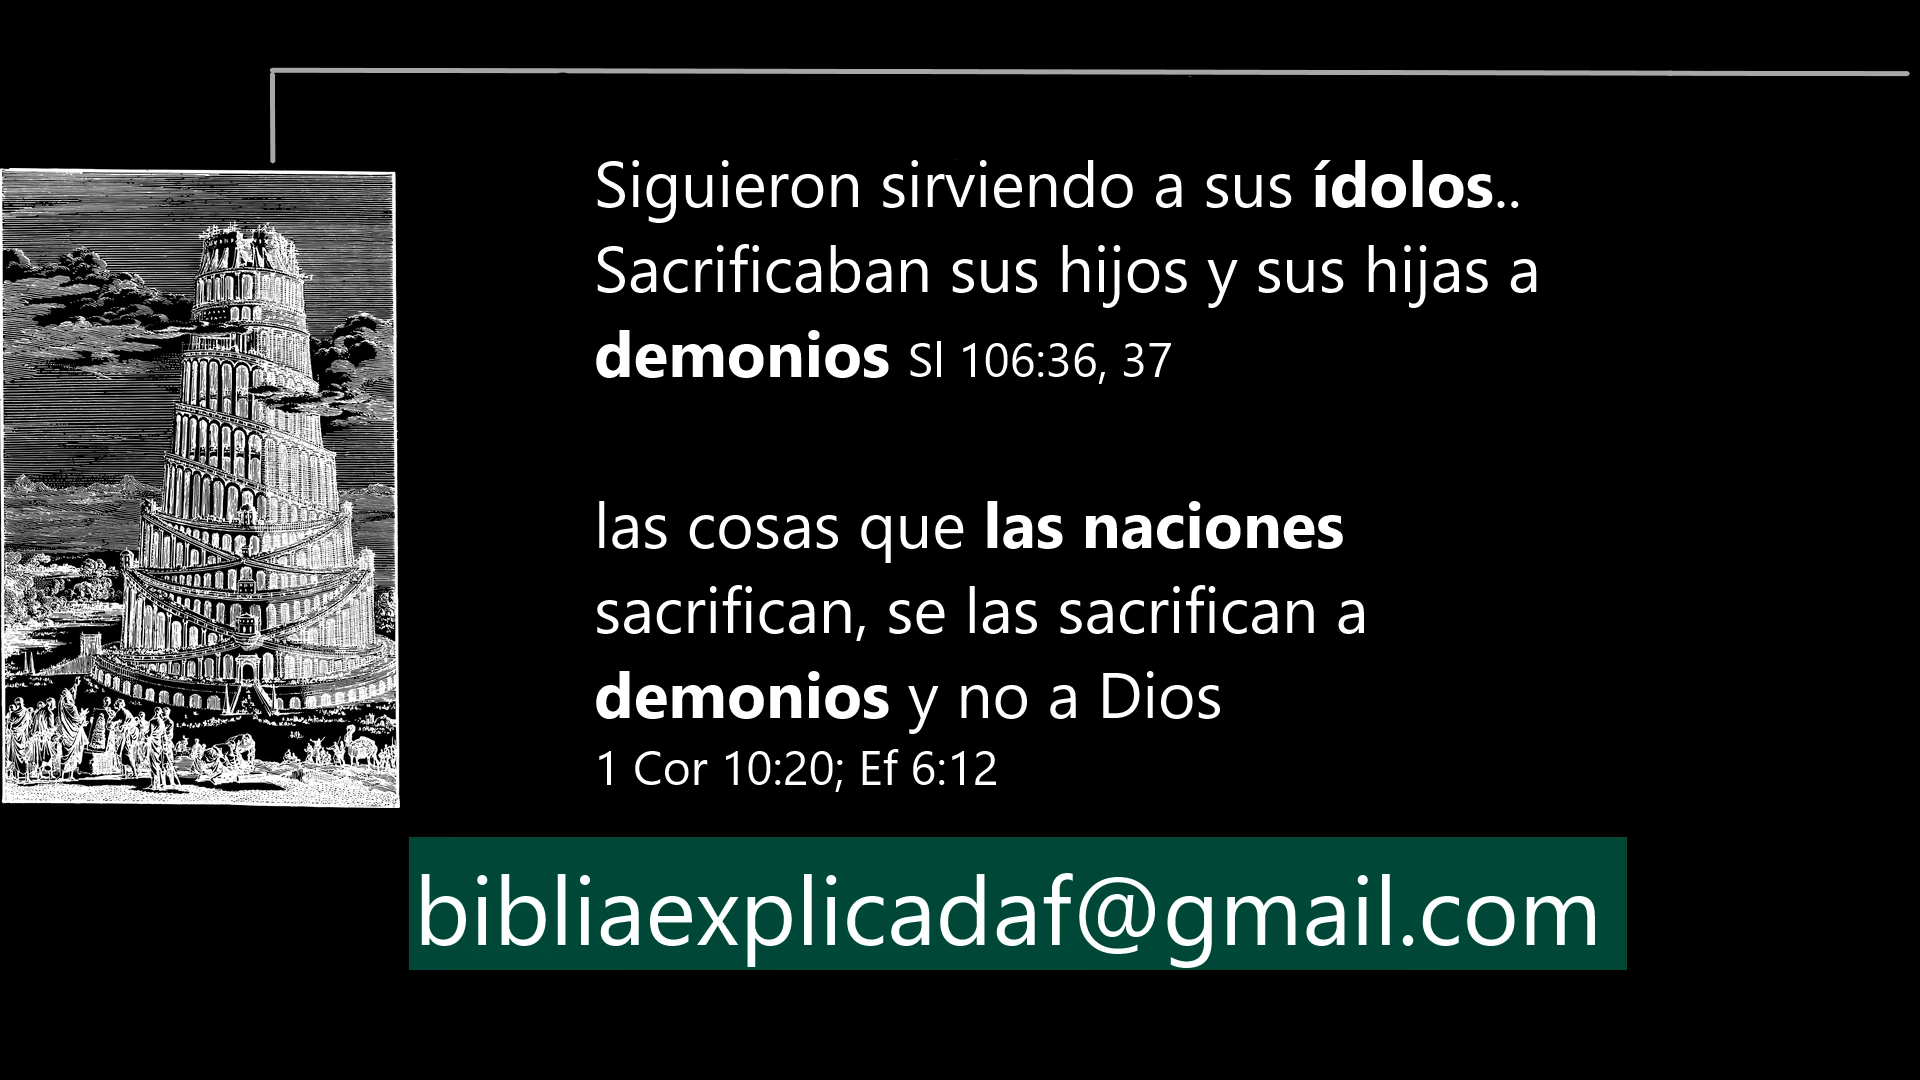 Siguieron sirviendo a sus ídolos..
Sacrificaban sus hijos y sus hijas a
demonios Sl 106:36, 37
las cosas que las naciones
sacrifican, se las sacrifican a
demonios y no a Dios
1 Cor 10:20; Ef 6:12
bibliaexplicadaf@gmail.com